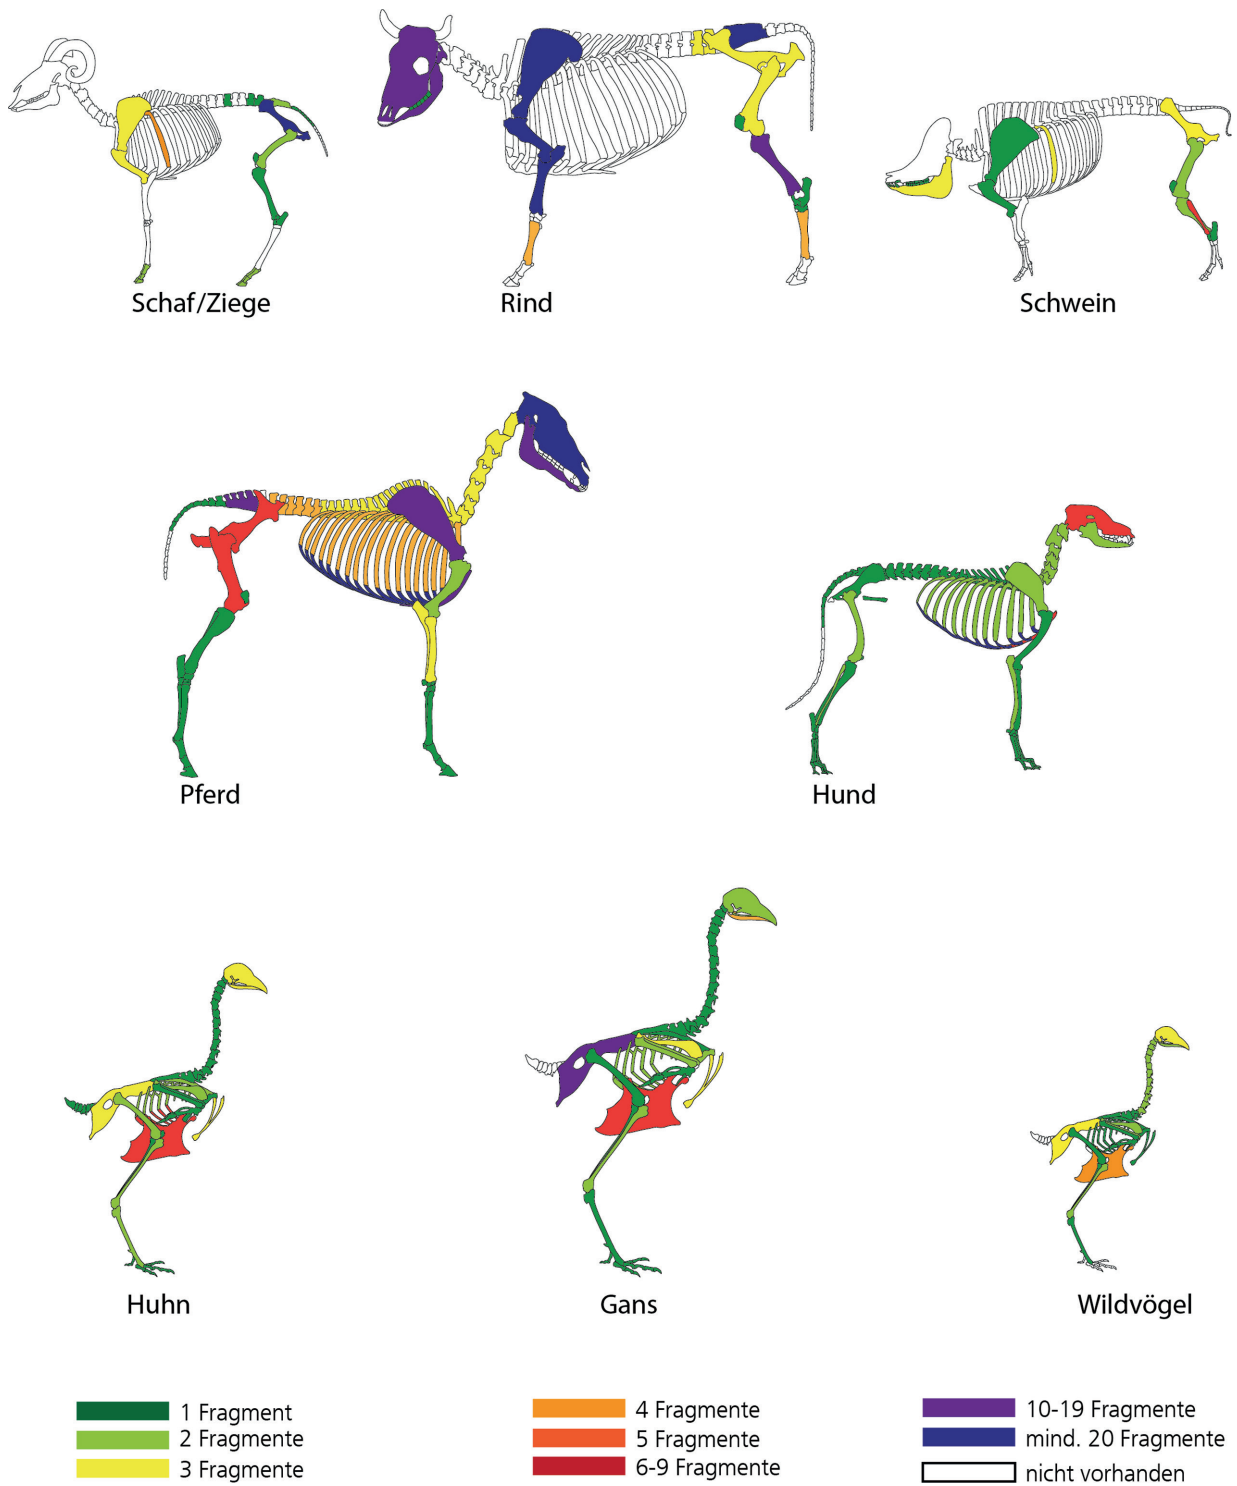 Schaf/Ziege
Rind
Schwein
Pferd
Hund
Huhn
Gans
Wildvögel
1 Fragment
2 Fragmente
3 Fragmente
4 Fragmente
5 Fragmente
6-9 Fragmente
10-19 Fragmente
mind. 20 Fragmente
nicht vorhanden